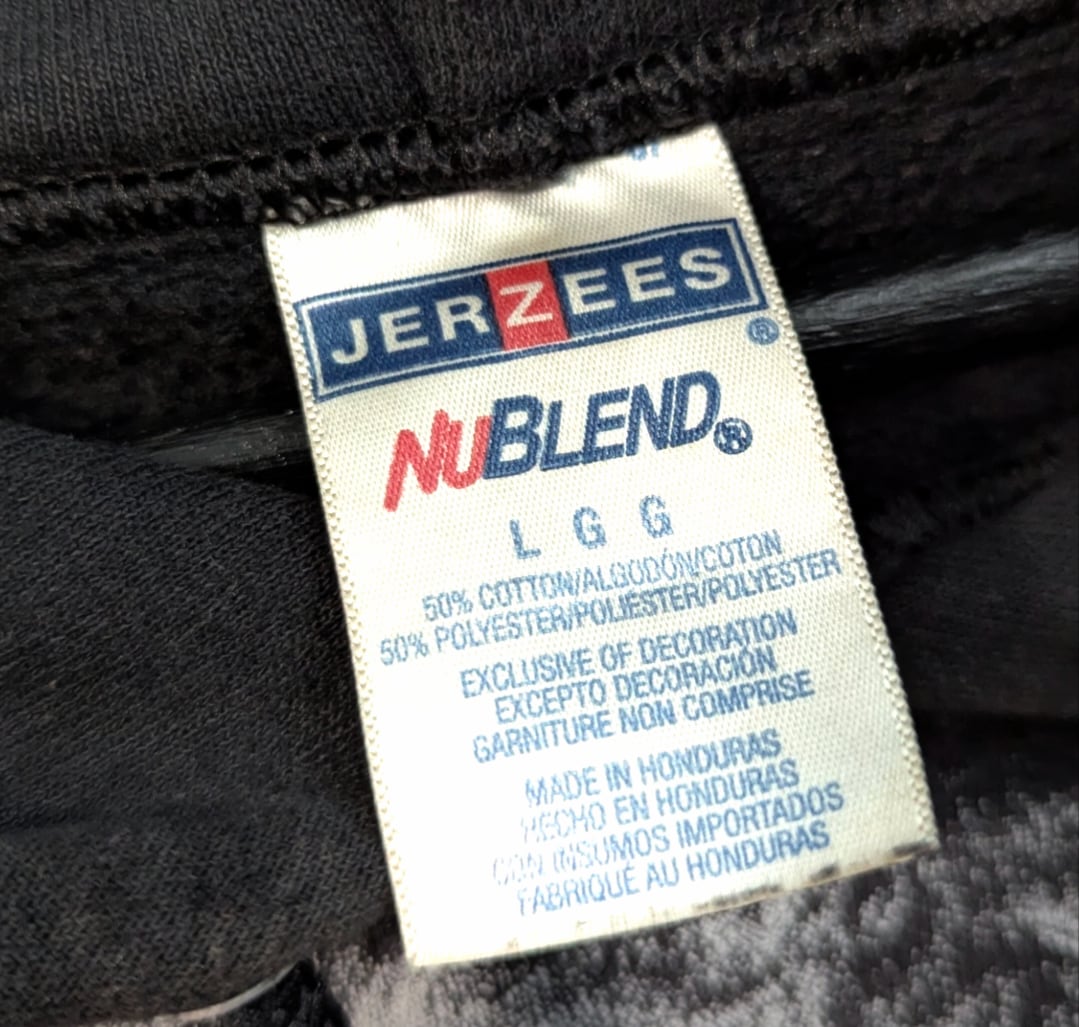 JERZEES®
NUBLEND®
L G G
50% COTTON/ALGODÓN/COTON
50% POLYESTER/POLIÉSTER/POLYESTER
EXCLUSIVE OF DECORATION
EXCEPTO DECORACIÓN
GARNITURE NON COMPRISE
MADE IN HONDURAS
HECHO EN HONDURAS
CON INSUMOS IMPORTADOS
FABRIQUÉ AU HONDURAS